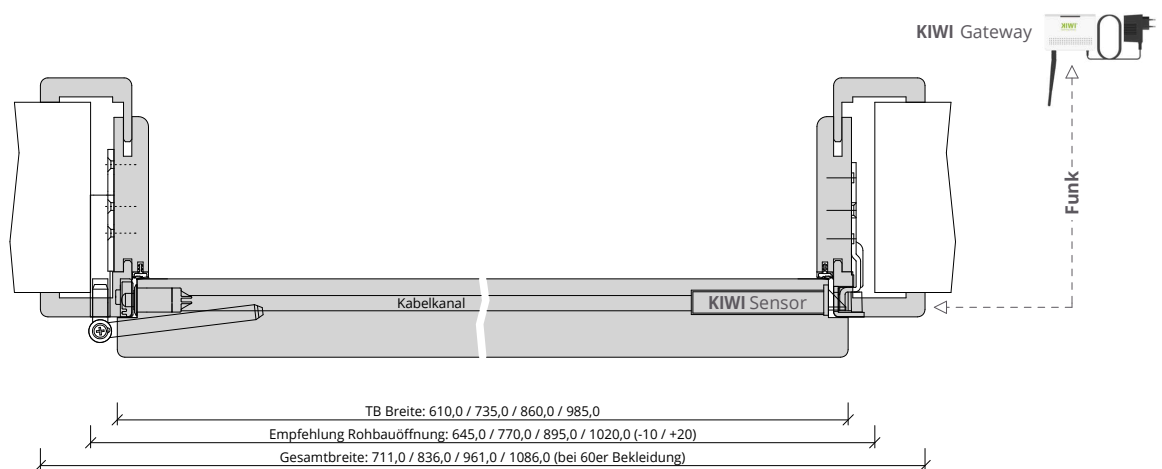 KIWI Gateway
KIWI
Funk
Kabelkanal
KIWI Sensor
TB Breite: 610,0 / 735,0 / 860,0 / 985,0
Empfehlung Rohbauöffnung: 645,0 / 770,0 / 895,0 / 1020,0 (-10 / +20)
Gesamtbreite: 711,0 / 836,0 / 961,0 / 1086,0 (bei 60er Bekleidung)